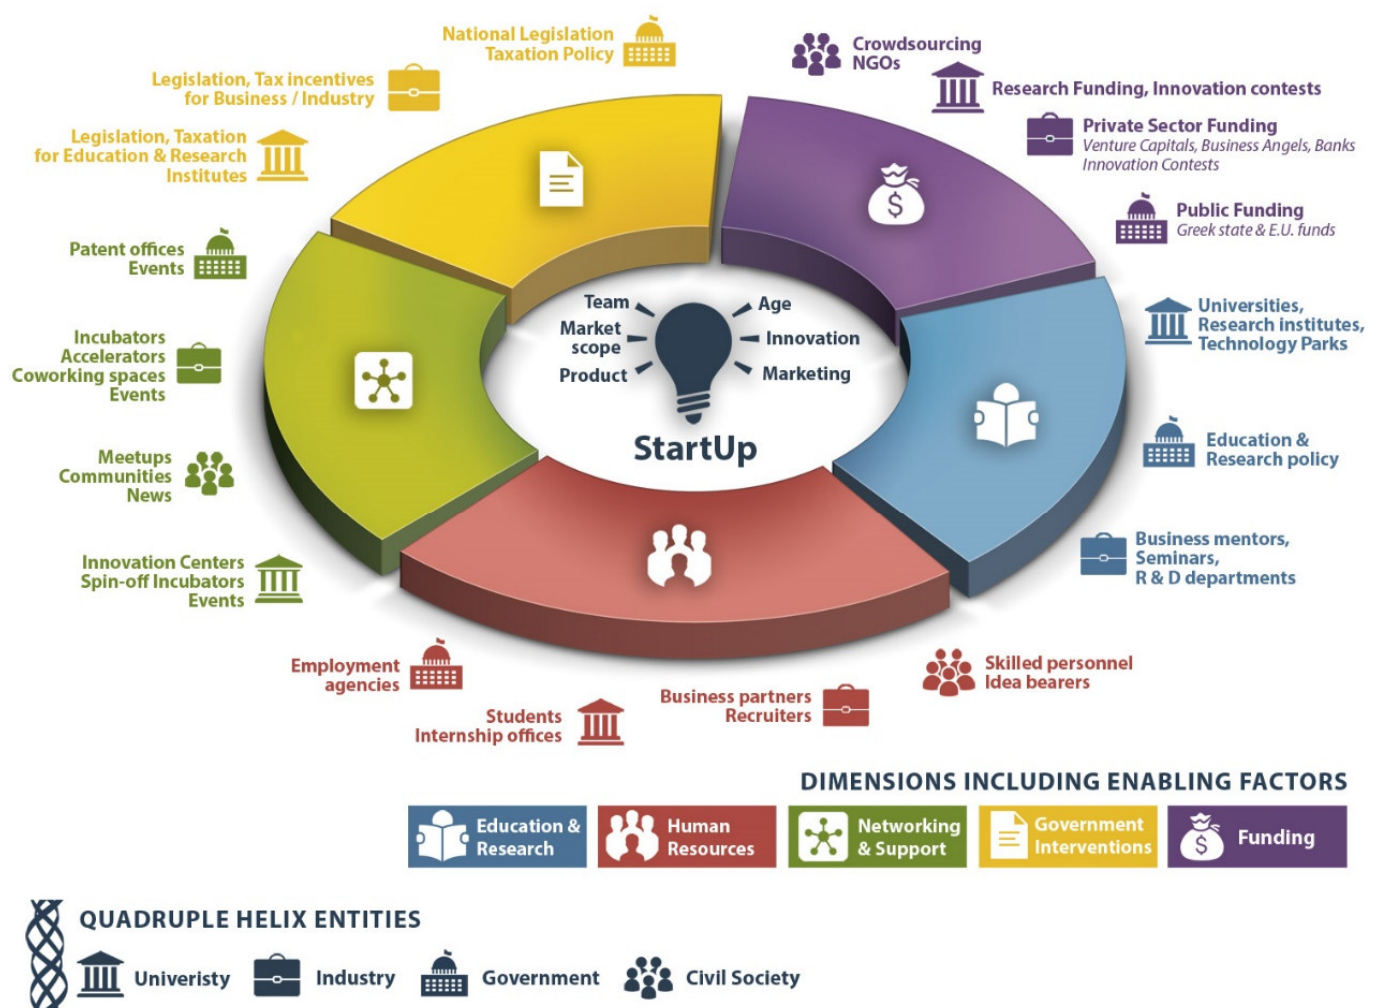 National Legislation
Taxation Policy
Legislation, Tax incentives
for Business / Industry
Legislation, Taxation
for Education & Research
Institutes
Patent offices
Events
Incubators
Accelerators
Coworking spaces
Events
Meetups
Communities
News
Innovation Centers
Spin-off Incubators
Events
Crowdsourcing
NGOs
Research Funding, Innovation contests
Private Sector Funding
Venture Capitals, Business Angels, Banks
Innovation Contests
Public Funding
Greek state & E.U. funds
Universities,
Research institutes,
Technology Parks
Education &
Research policy
Business mentors,
Seminars,
R & D departments
$
Team
Market
scope
Product
Age
Innovation
Marketing
StartUp
Employment
agencies
Students
Internship offices
Business partners
Recruiters
Skilled personnel
Idea bearers
DIMENSIONS INCLUDING ENABLING FACTORS
Education &
Research
Human
Resources
Networking
& Support
Government
Interventions
$
Funding
QUADRUPLE HELIX ENTITIES
Univeristy
Industry
Government
Civil Society